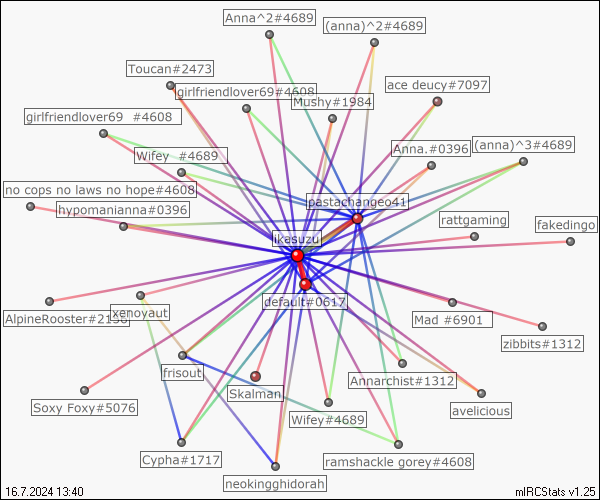 Anna^2#4689
(anna)^2#4689
Toucan#2473
girlfriendlover69#4608
ace deucy#7097
Mushy#1984
girlfriendlover69 #4608
Wifey #4689
Anna.#0396
(anna)^3#4689
no cops no laws no hope#4608
pastachangeo41
hypomanianna#0396
rattgaming
fakedingo
ikasuzu
default#0617
AlpineRooster#2196
xenoyaut
Mad #6901
zibbits#1312
frisout
Skalman.
Annarchist#1312
Soxy Foxy#5076
Wifey#4689
avelicious
Cypha#1717
ramshackle gorey#4608
neokingghidorah
16.7.2024 13:40
mIRCStats v1.25